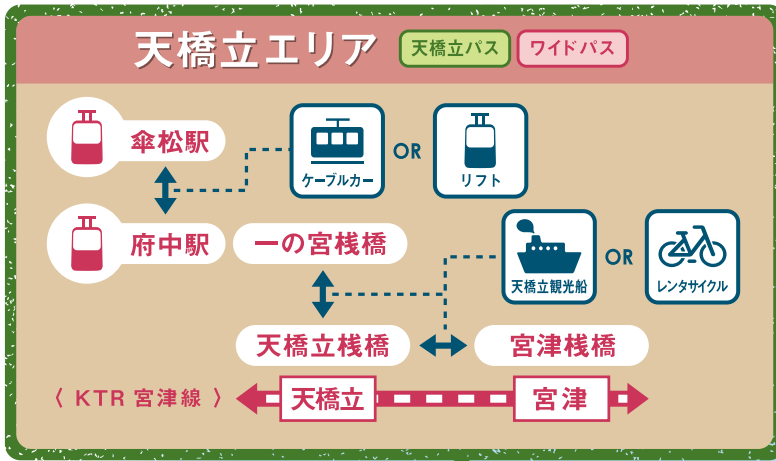 天橋立エリア 天橋立パス ワイドパス
傘松駅
ケーブルカー OR リフト
府中駅 一の宮桟橋
天橋立観光船 OR レンタサイクル
天橋立桟橋 宮津桟橋
〈 KTR 宮津線 〉 天橋立 宮津